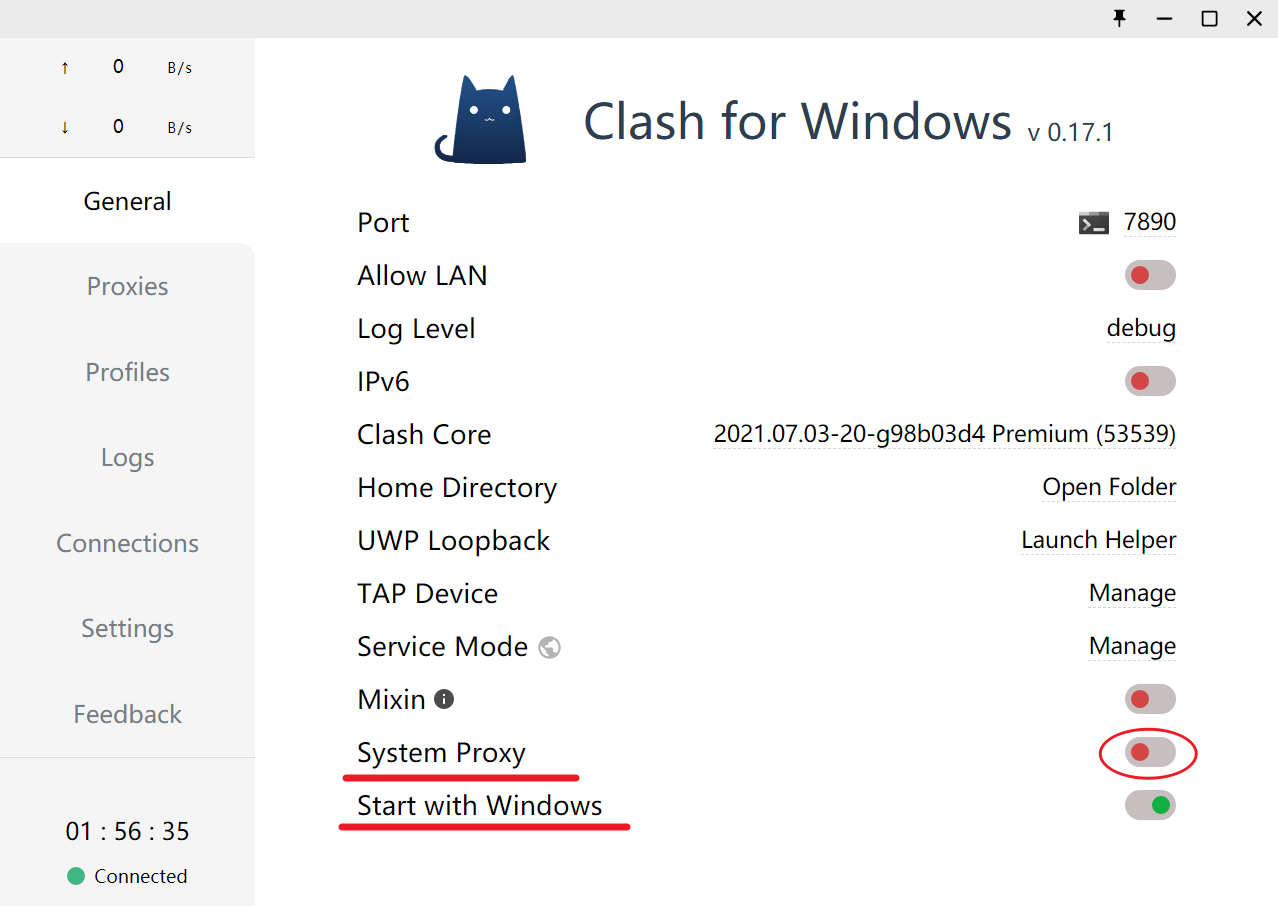 ↑ 0 B/s
↓ 0 B/s
General
Proxies
Profiles
Logs
Connections
Settings
Feedback
01 : 56 : 35
Connected
Clash for Windows v 0.17.1
Port 7890
Allow LAN
Log Level debug
IPv6
Clash Core 2021.07.03-20-g98b03d4 Premium (53539)
Home Directory Open Folder
UWP Loopback Launch Helper
TAP Device Manage
Service Mode Manage
Mixin
System Proxy
Start with Windows